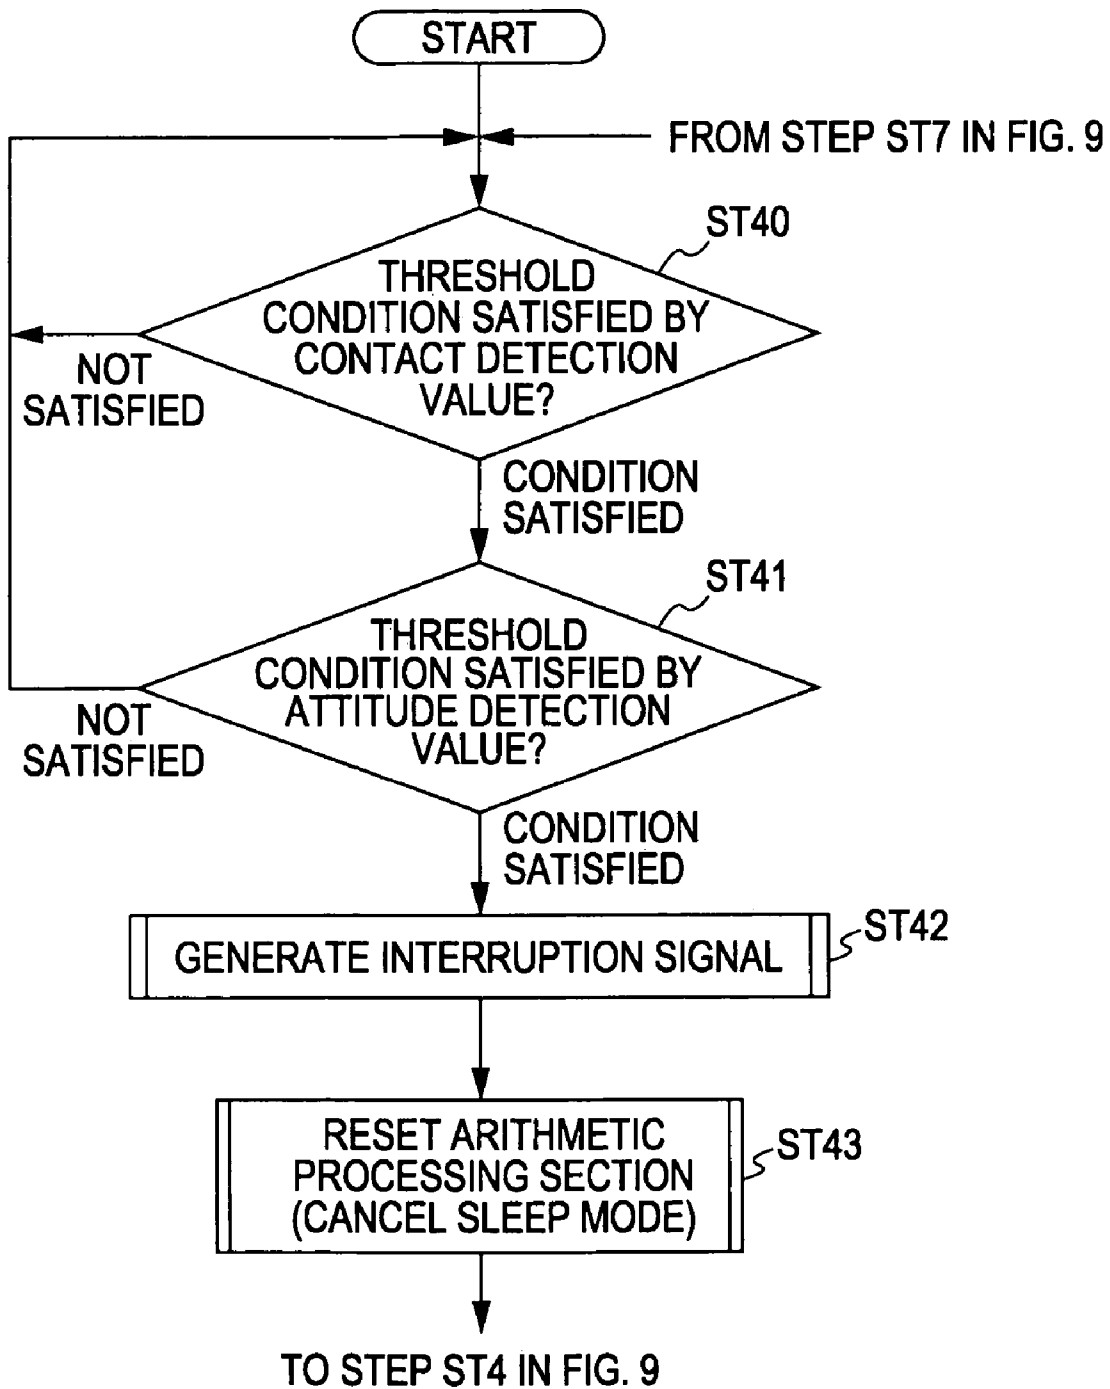 START
FROM STEP ST7 IN FIG. 9
ST40
THRESHOLD
CONDITION SATISFIED BY
CONTACT DETECTION
VALUE?
NOT
SATISFIED
CONDITION
SATISFIED
ST41
THRESHOLD
CONDITION SATISFIED BY
ATTITUDE DETECTION
VALUE?
NOT
SATISFIED
CONDITION
SATISFIED
ST42
GENERATE INTERRUPTION SIGNAL
ST43
RESET ARITHMETIC
PROCESSING SECTION
(CANCEL SLEEP MODE)
TO STEP ST4 IN FIG. 9